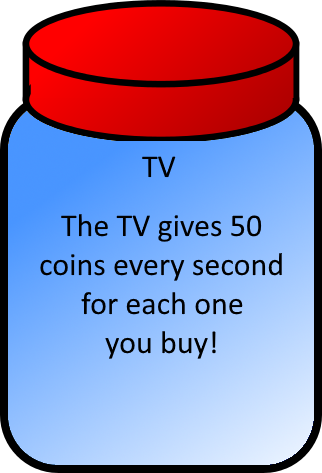 TV
The TV gives 50
coins every second
for each one
you buy!